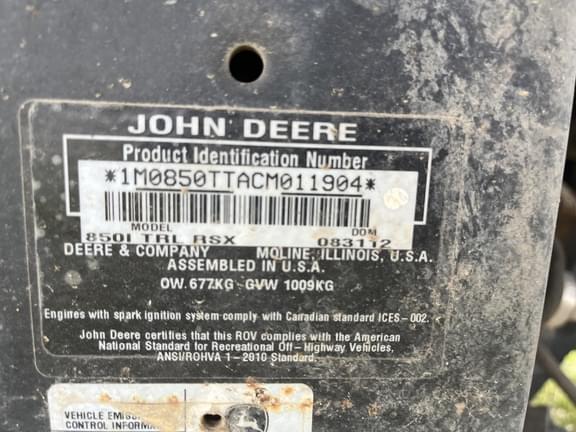 JOHN DEERE
Product Identification Number
*1M0850TTACM011904*
MODEL DOM
850I TRL RSX 083112
DEERE & COMPANY MOLINE, ILLINOIS, U.S.A.
ASSEMBLED IN U.S.A.
OW. 677KG GVW 1009KG
Engines with spark ignition system comply with Canadian standard ICES-002.
John Deere certifies that this ROV complies with the American
National Standard for Recreational Off-Highway Vehicles,
ANSI/ROHVA 1-2010 Standard.
VEHICLE
CONTROL